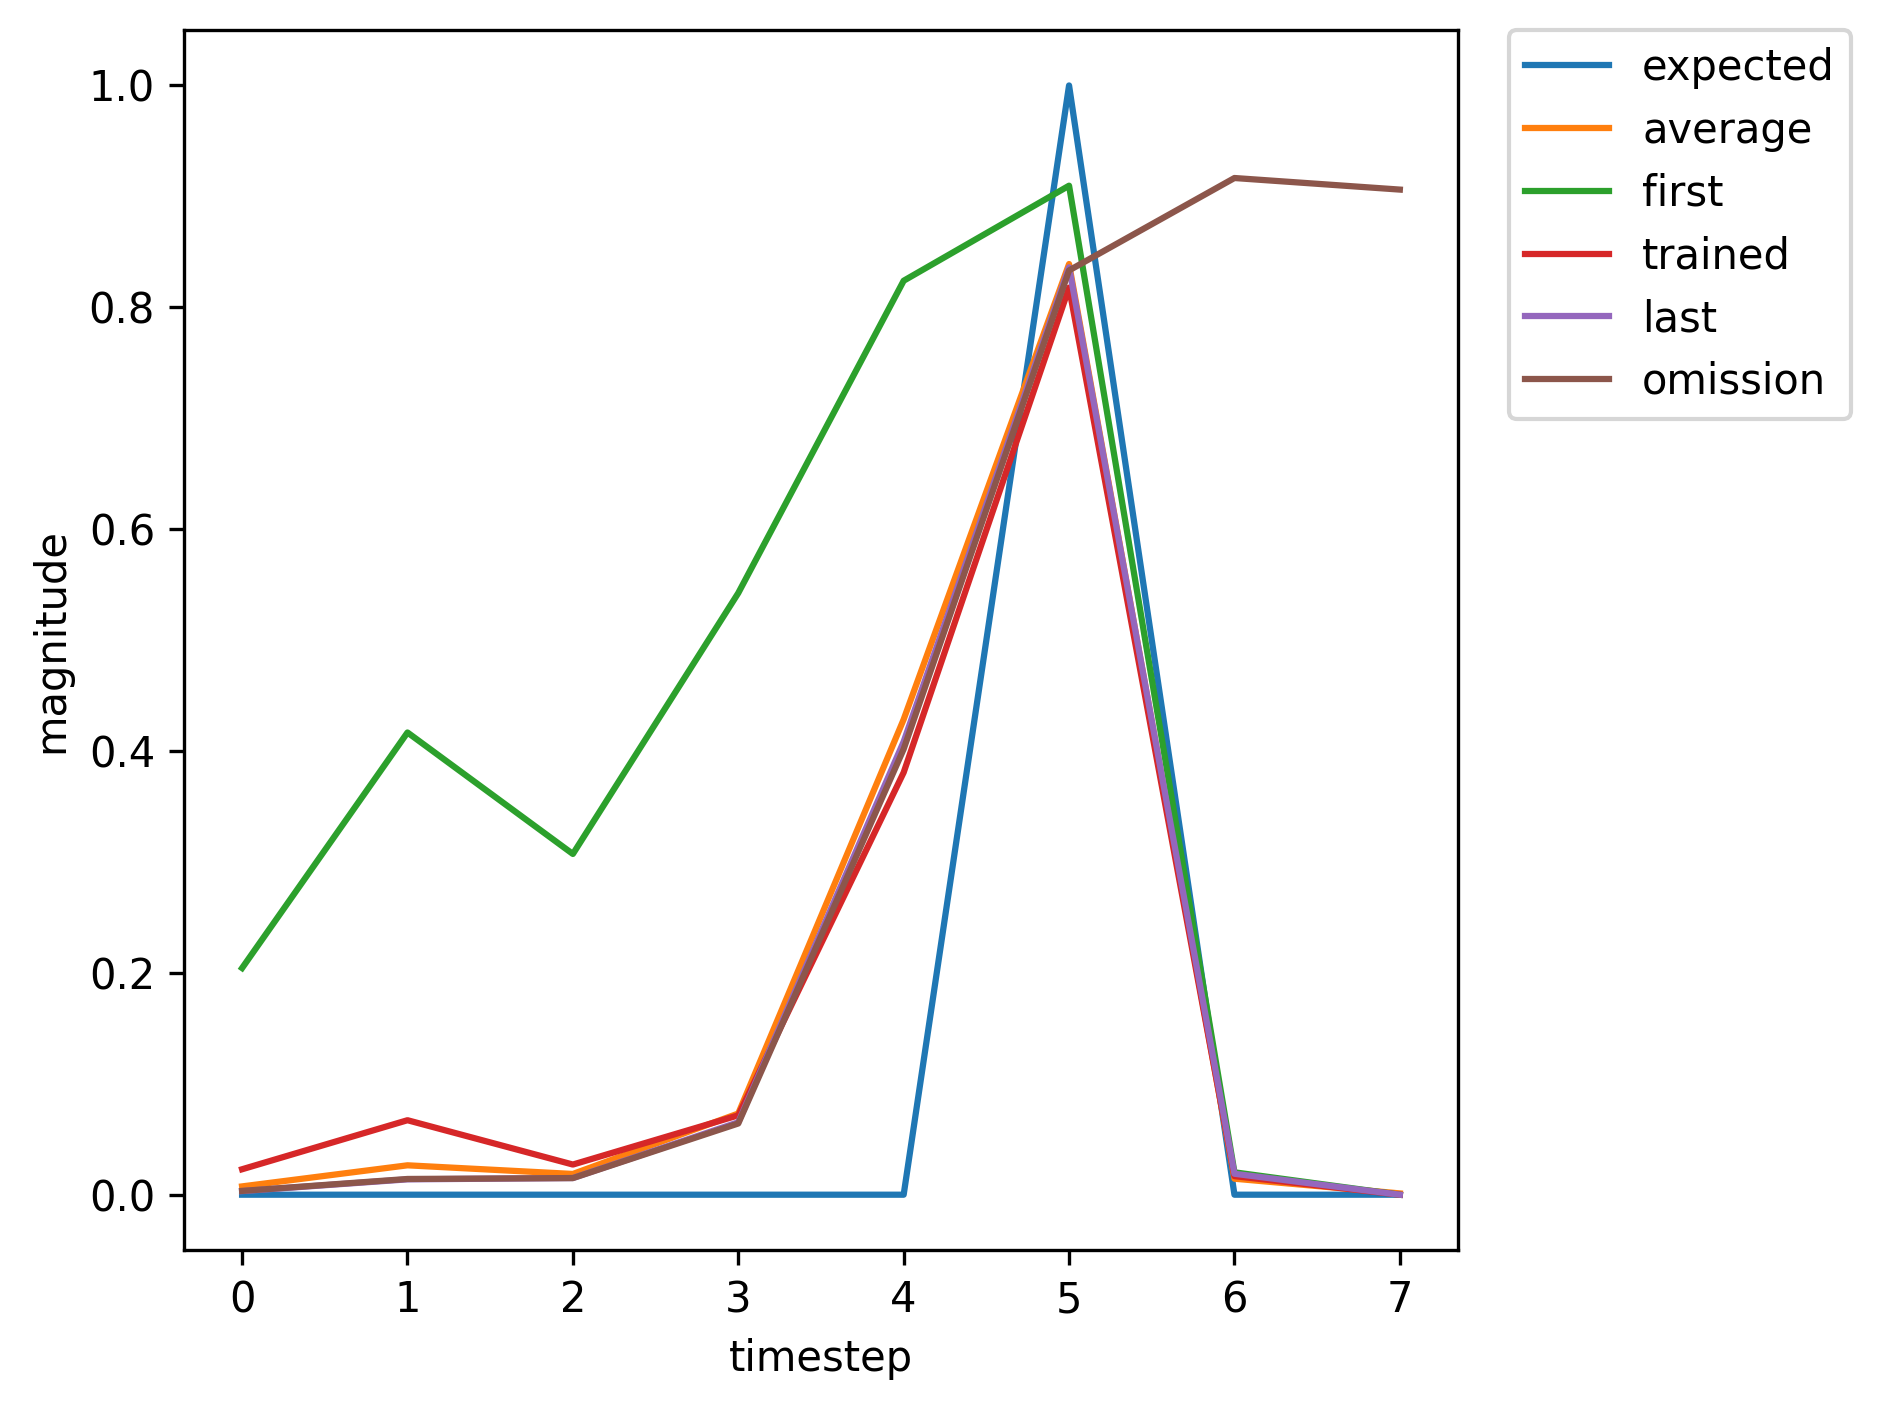 1.0
0.8
0.6
0.4
0.2
0.0
magnitude
0 1 2 3 4 5 6 7
timestep
expected
average
first
trained
last
omission